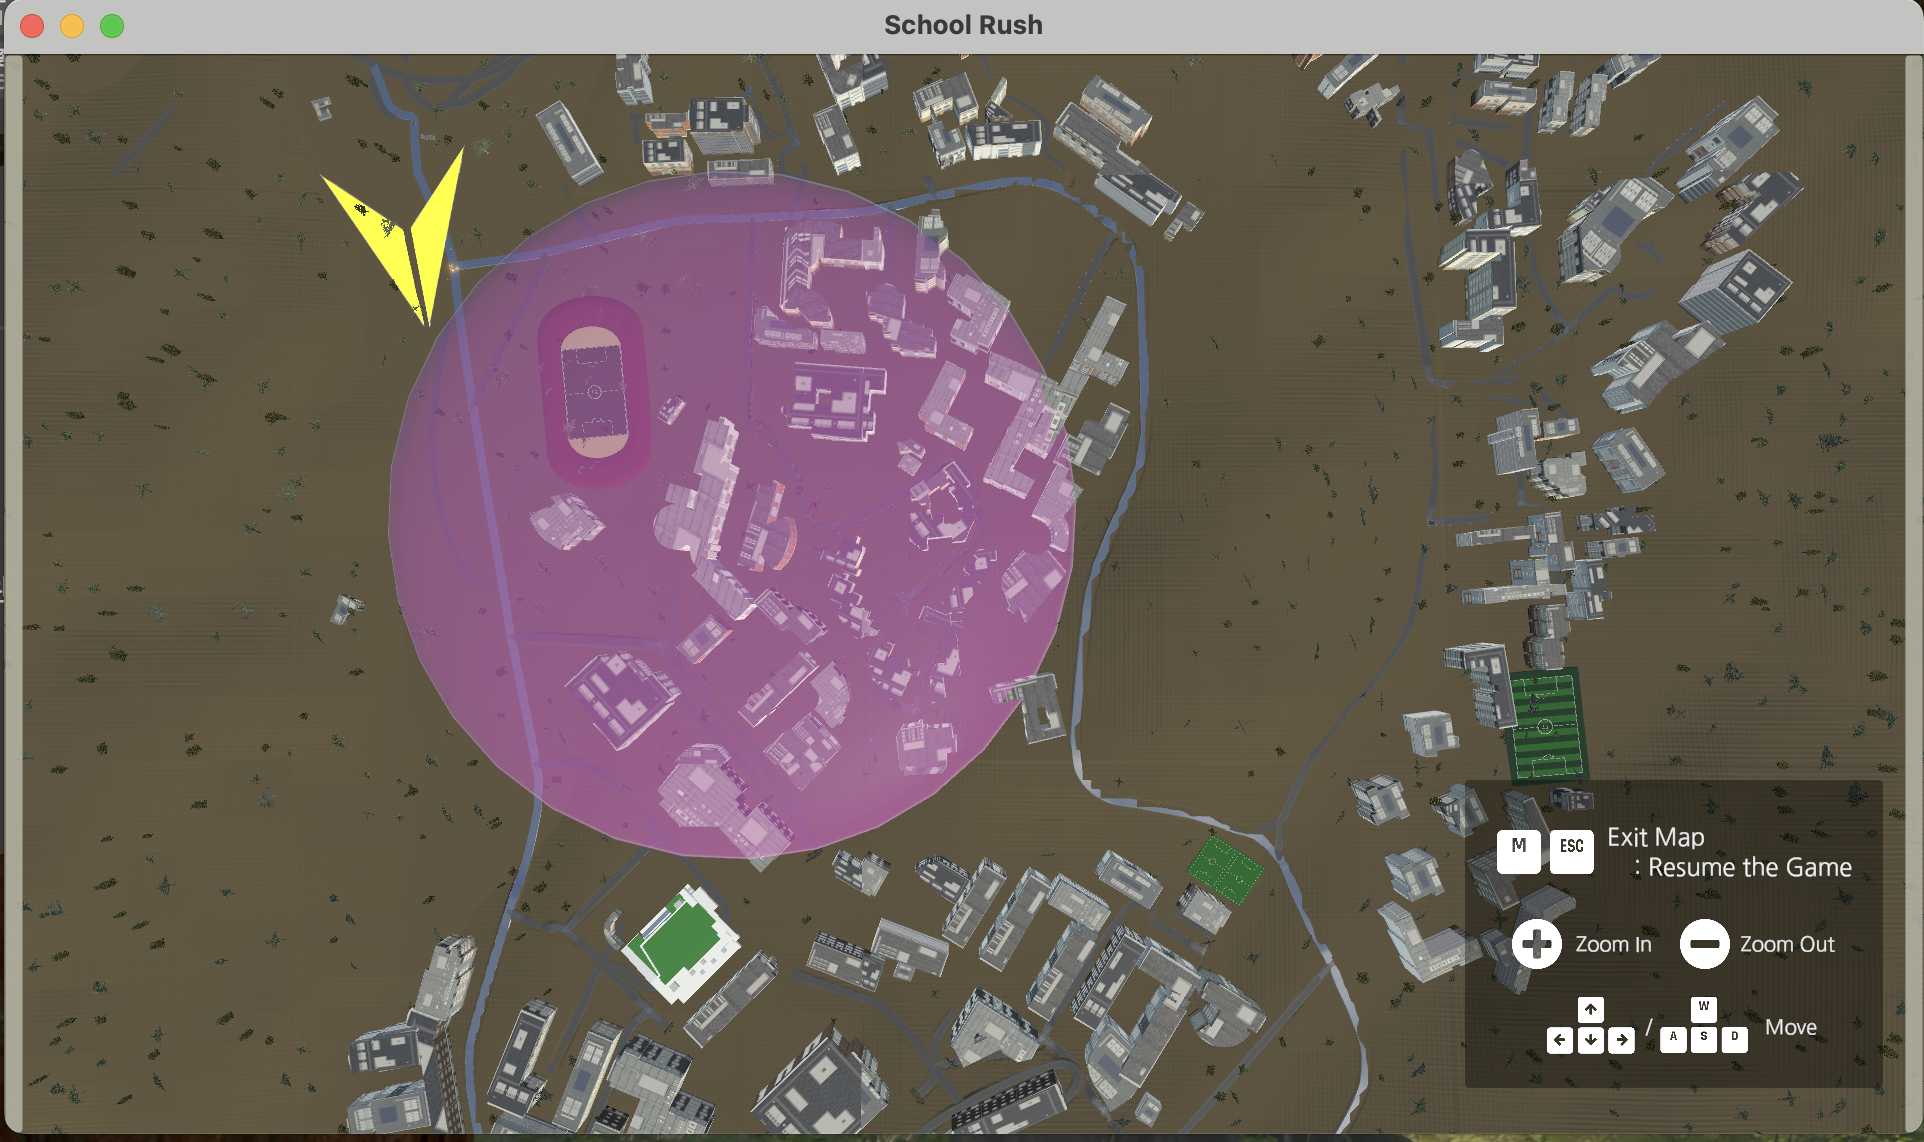 School Rush
M ESC Exit Map
: Resume the Game
+ Zoom In - Zoom Out
↑ W
← ↓ → / A S D Move